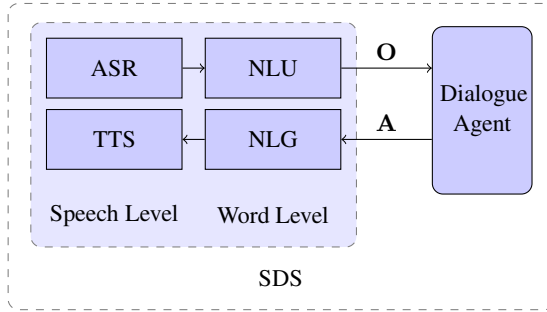 ASR NLU O
Dialogue
Agent
TTS NLG A
Speech Level Word Level
SDS